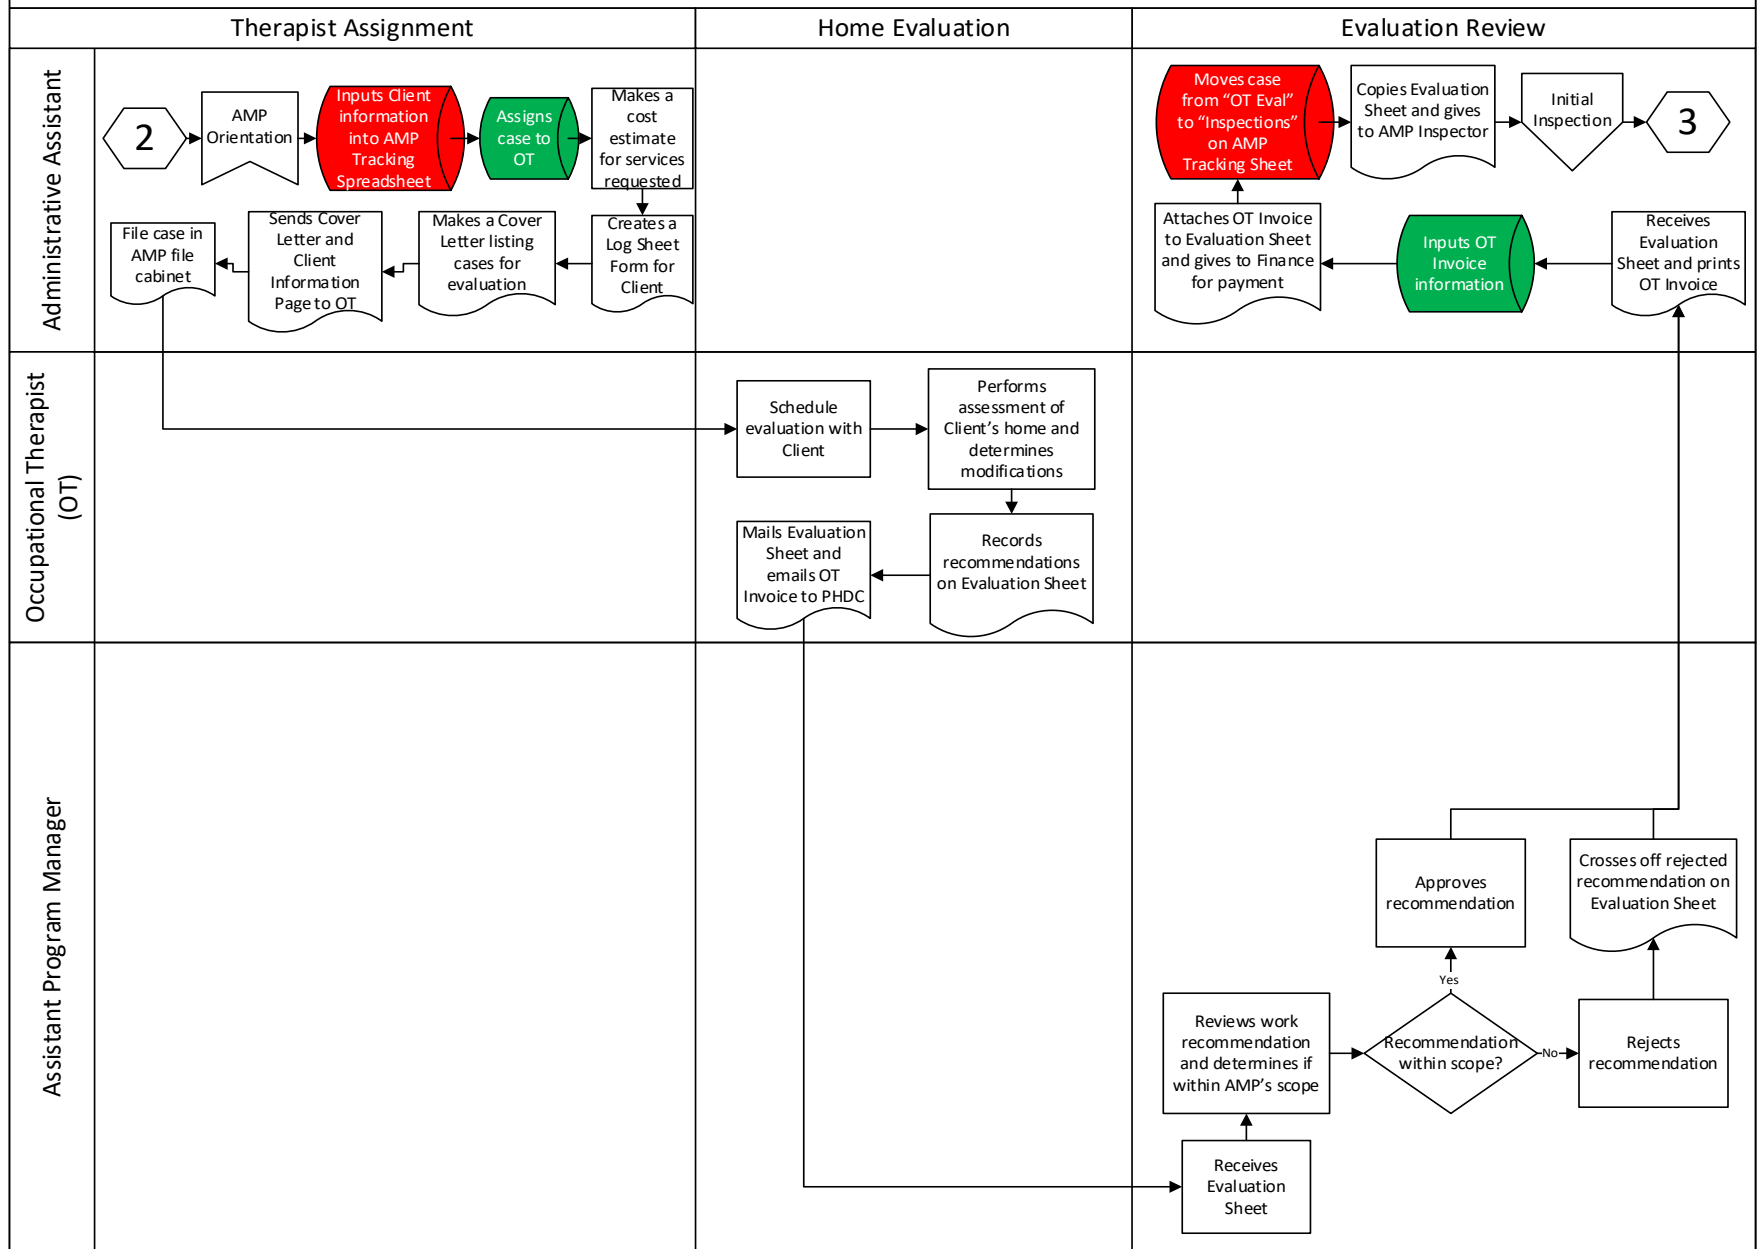 Therapist Assignment
Home Evaluation
Evaluation Review
Administrative Assistant
2
AMP
Orientation
Inputs Client
information
into AMP
Tracking
Spreadsheet
Assigns
case to
OT
Makes a
cost
estimate
for services
requested
Creates a
Log Sheet
Form for
Client
Makes a Cover
Letter listing
cases for
evaluation
Sends Cover
Letter and
Client
Information
Page to OT
File case in
AMP file
cabinet
Moves case
from “OT Eval”
to “Inspections”
on AMP
Tracking Sheet
Copies Evaluation
Sheet and gives
to AMP Inspector
Initial
Inspection
3
Attaches OT Invoice
to Evaluation Sheet
and gives to Finance
for payment
Inputs OT
Invoice
information
Receives
Evaluation
Sheet and prints
OT Invoice
Occupational Therapist
(OT)
Schedule
evaluation with
Client
Performs
assessment of
Client’s home and
determines
modifications
Mails Evaluation
Sheet and
emails OT
Invoice to PHDC
Records
recommendations
on Evaluation Sheet
Assistant Program Manager
Approves
recommendation
Crosses off rejected
recommendation on
Evaluation Sheet
Yes
Reviews work
recommendation
and determines if
within AMP’s scope
Recommendation
within scope?
No
Rejects
recommendation
Receives
Evaluation
Sheet